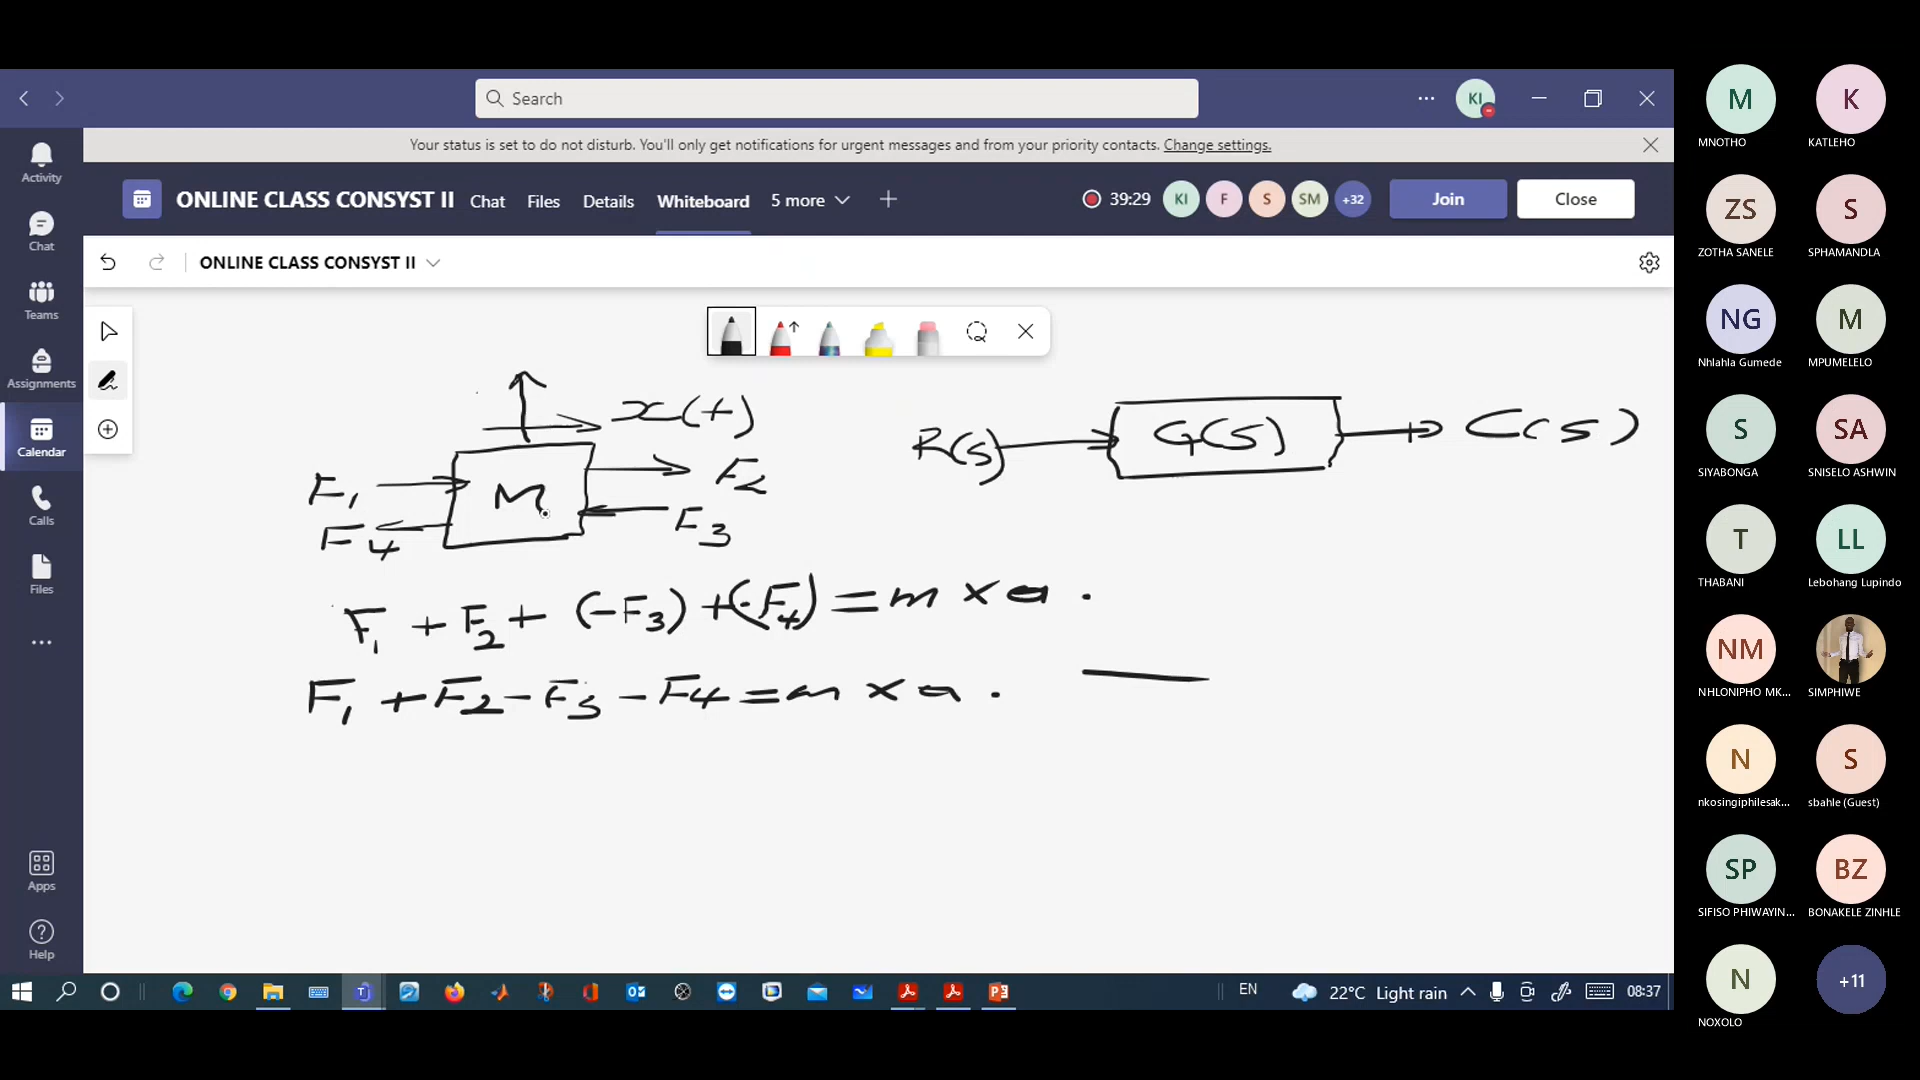 Search
KI
Your status is set to do not disturb. You'll only get notifications for urgent messages and from your priority contacts. Change settings.
ONLINE CLASS CONSYST II Chat Files Details Whiteboard 5 more
39:29 KI F S SM +32 Join Close
ONLINE CLASS CONSYST II
Activity
Chat
Teams
Assignments
Calendar
Calls
Files
Apps
Help
x(t)
F1 M F2
F4 F3
R(s) G(s) C(s)
F1 + F2 + (-F3) + (-F4) = m × a .
F1 + F2 - F3 - F4 = m × a .
EN 22°C Light rain 08:37
M K
MNOTHO KATLEHO
ZS S
ZOTHA SANELE SPHAMANDLA
NG M
Nhlahla Gumede MPUMELELO
S SA
SIYABONGA SNISELO ASHWIN
T LL
THABANI Lebohang Lupindo
NM
NHLONIPHO MK... SIMPHIWE
N S
nkosingiphilesak... sbahle (Guest)
SP BZ
SIFISO PHIWAYIN... BONAKELE ZINHLE
N +11
NOXOLO